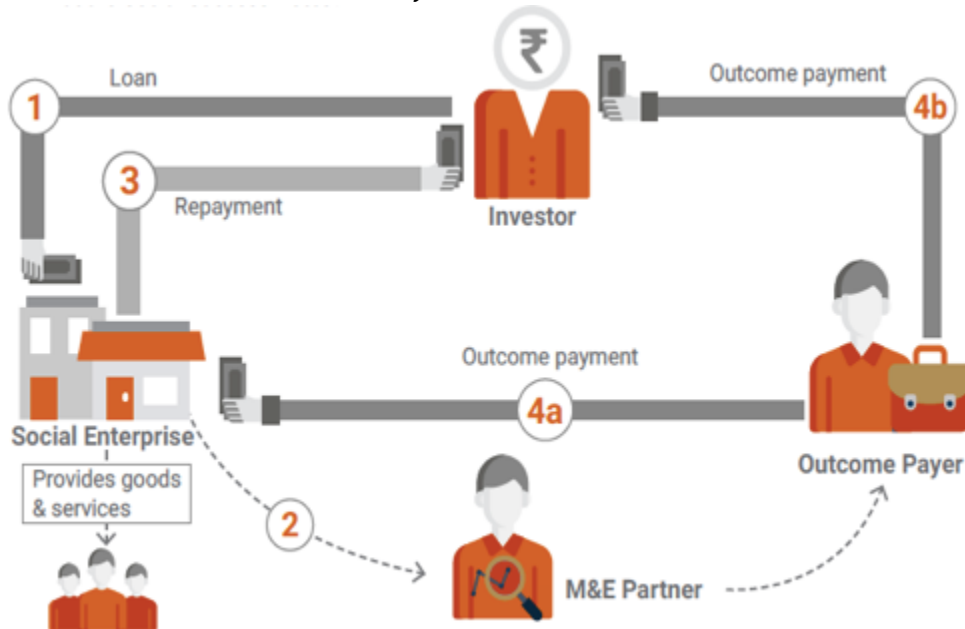 Loan
Outcome payment
1
4b
₹
3
Repayment
Investor
Outcome payment
4a
Social Enterprise
Outcome Payer
Provides goods
& services
2
M&E Partner